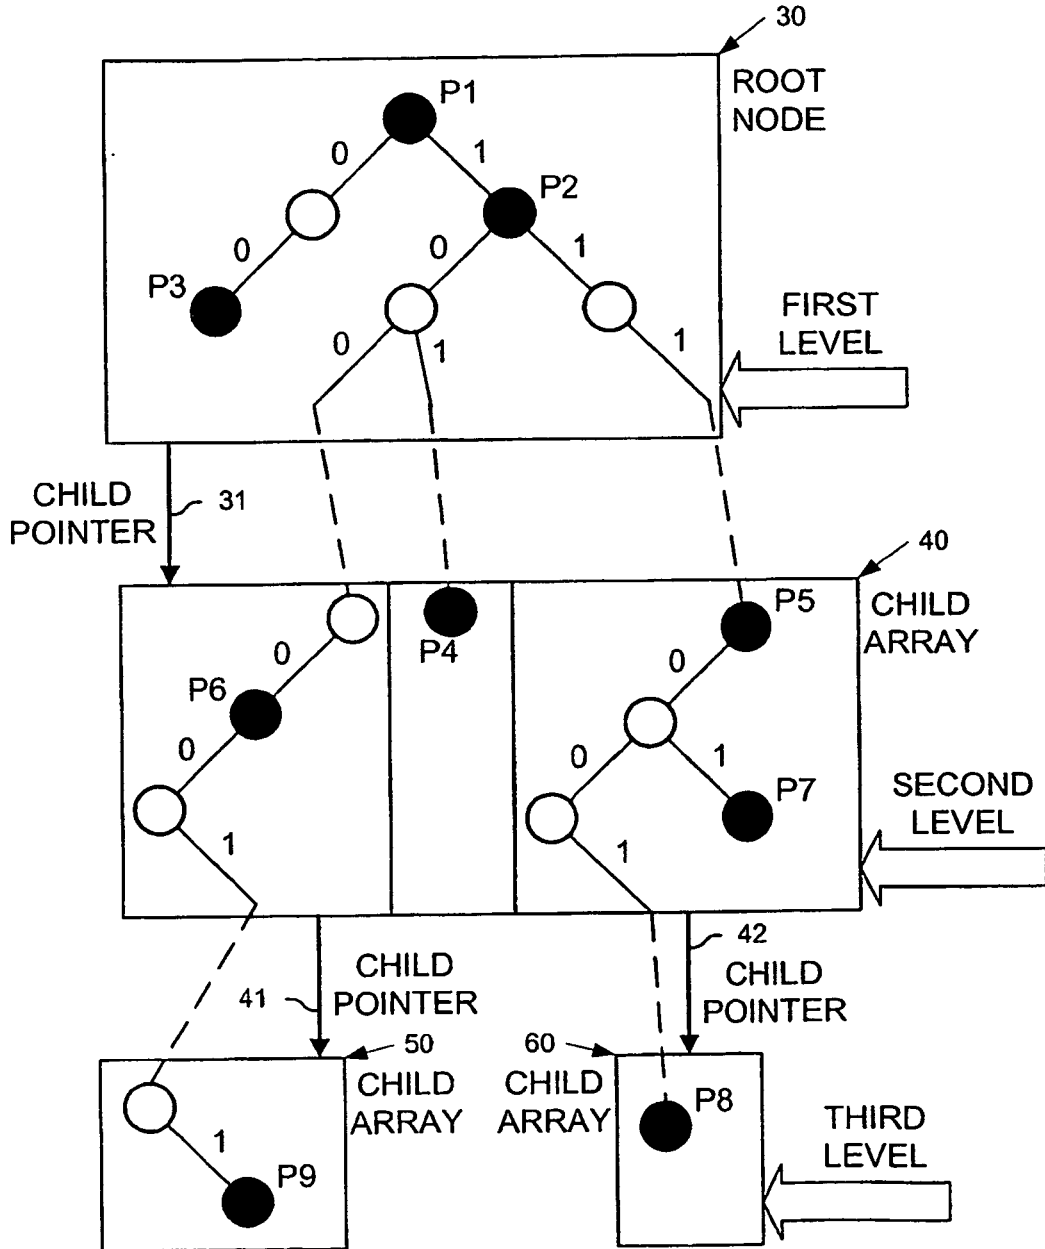 30
ROOT
NODE
P1
0
1
P2
0
0
1
P3
FIRST
LEVEL
0
1
1
CHILD
POINTER
31
40
CHILD
ARRAY
P5
P4
0
0
P6
0
0
1
P7
SECOND
LEVEL
1
1
42
CHILD
POINTER
CHILD
POINTER
41
50
60
CHILD
ARRAY
CHILD
ARRAY
P8
1
P9
THIRD
LEVEL